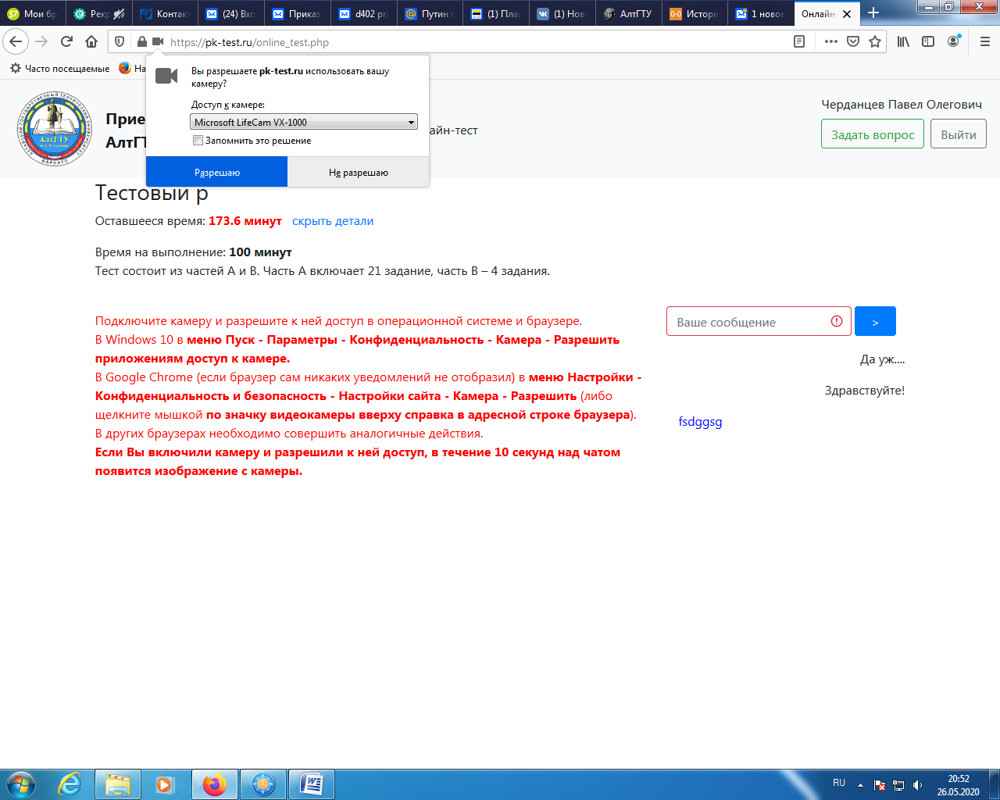 Мои бр
Рекр
Контакт
(24) Вхо
Приказ
d402 pri
Путин о
(1) План
(1) Ново
АлтГТУ
Истори
1 новое
Онлайн-
https://pk-test.ru/online_test.php
Часто посещаемые
На
Вы разрешаете pk-test.ru использовать вашу
камеру?
Доступ к камере:
Microsoft LifeCam VX-1000
Запомнить это решение
Разрешаю
Не разрешаю
Прие
АлтГТ
айн-тест
Черданцев Павел Олегович
Задать вопрос
Выйти
Тестовый р
Оставшееся время: 173.6 минут скрыть детали
Время на выполнение: 100 минут
Тест состоит из частей А и В. Часть А включает 21 задание, часть В – 4 задания.
Подключите камеру и разрешите к ней доступ в операционной системе и браузере.
В Windows 10 в меню Пуск - Параметры - Конфиденциальность - Камера - Разрешить
приложениям доступ к камере.
В Google Chrome (если браузер сам никаких уведомлений не отобразил) в меню Настройки -
Конфиденциальность и безопасность - Настройки сайта - Камера - Разрешить (либо
щелкните мышкой по значку видеокамеры вверху справка в адресной строке браузера).
В других браузерах необходимо совершить аналогичные действия.
Если Вы включили камеру и разрешили к ней доступ, в течение 10 секунд над чатом
появится изображение с камеры.
Ваше сообщение
>
Да уж....
Здравствуйте!
fsdggsg
RU
20:52
26.05.2020